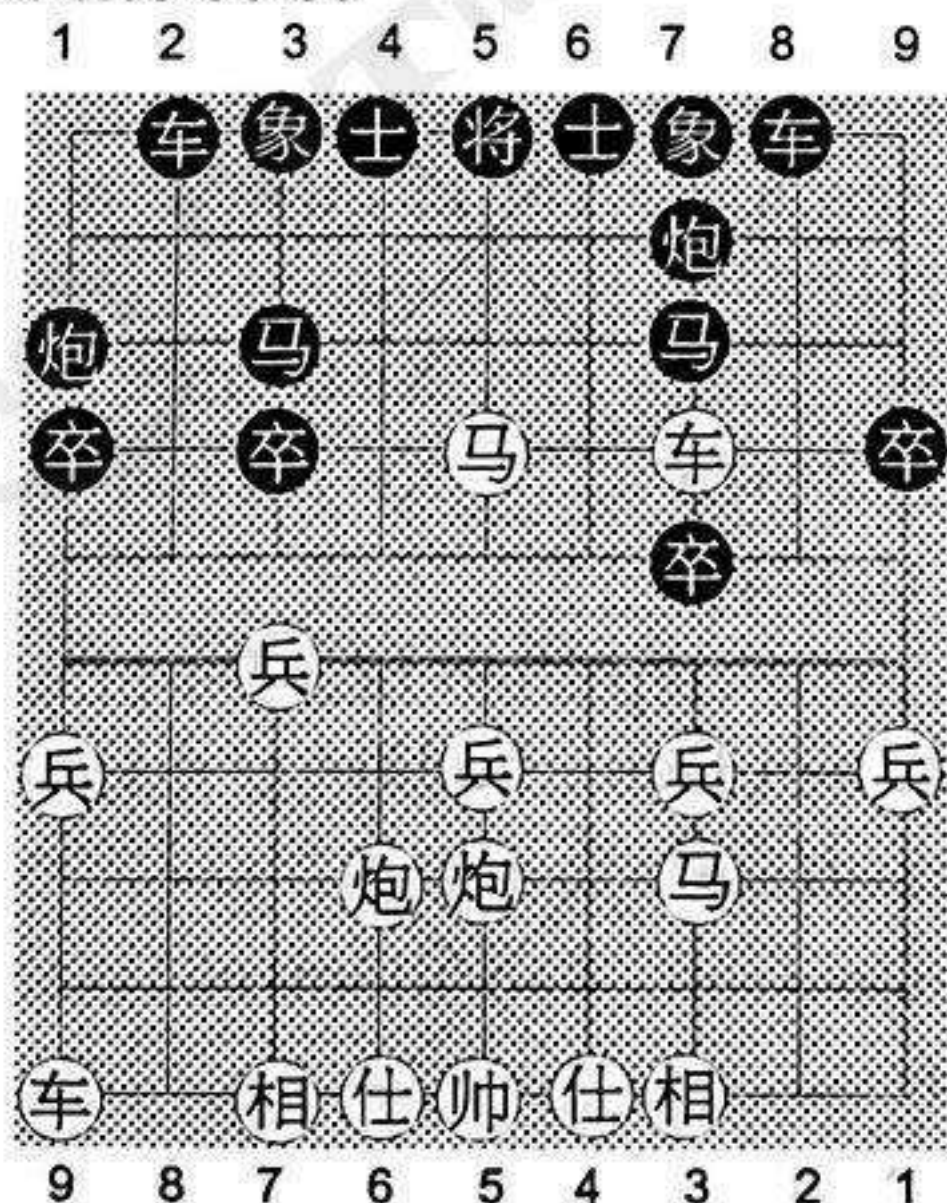 1 2 3 4 5 6 7 8 9
车 象 士 将 士 象 车
炮
炮 马 马
卒 卒 马 车 卒
卒
兵
兵 兵 兵 兵
炮 炮 马
车 相 仕 帅 仕 相
9 8 7 6 5 4 3 2 1